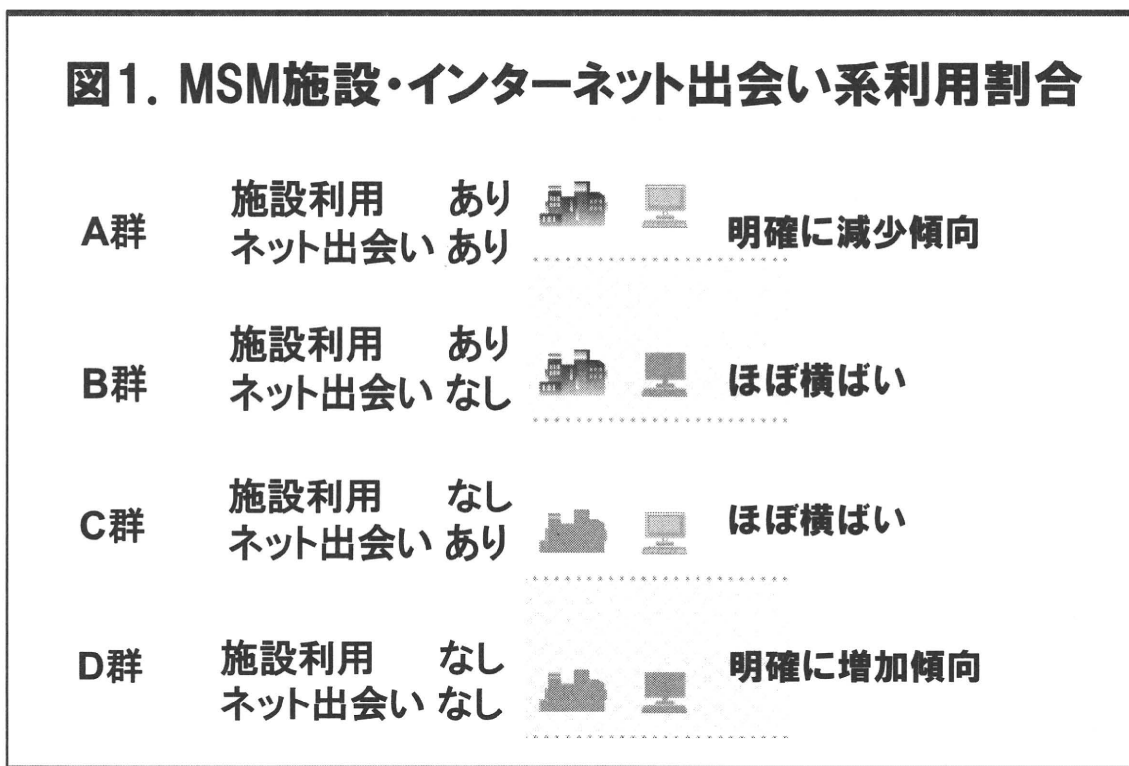 図1. MSM施設・インターネット出会い系利用割合
A群
施設利用 あり
ネット出会い あり
明確に減少傾向
B群
施設利用 あり
ネット出会い なし
ほぼ横ばい
C群
施設利用 なし
ネット出会い あり
ほぼ横ばい
D群
施設利用 なし
ネット出会い なし
明確に増加傾向